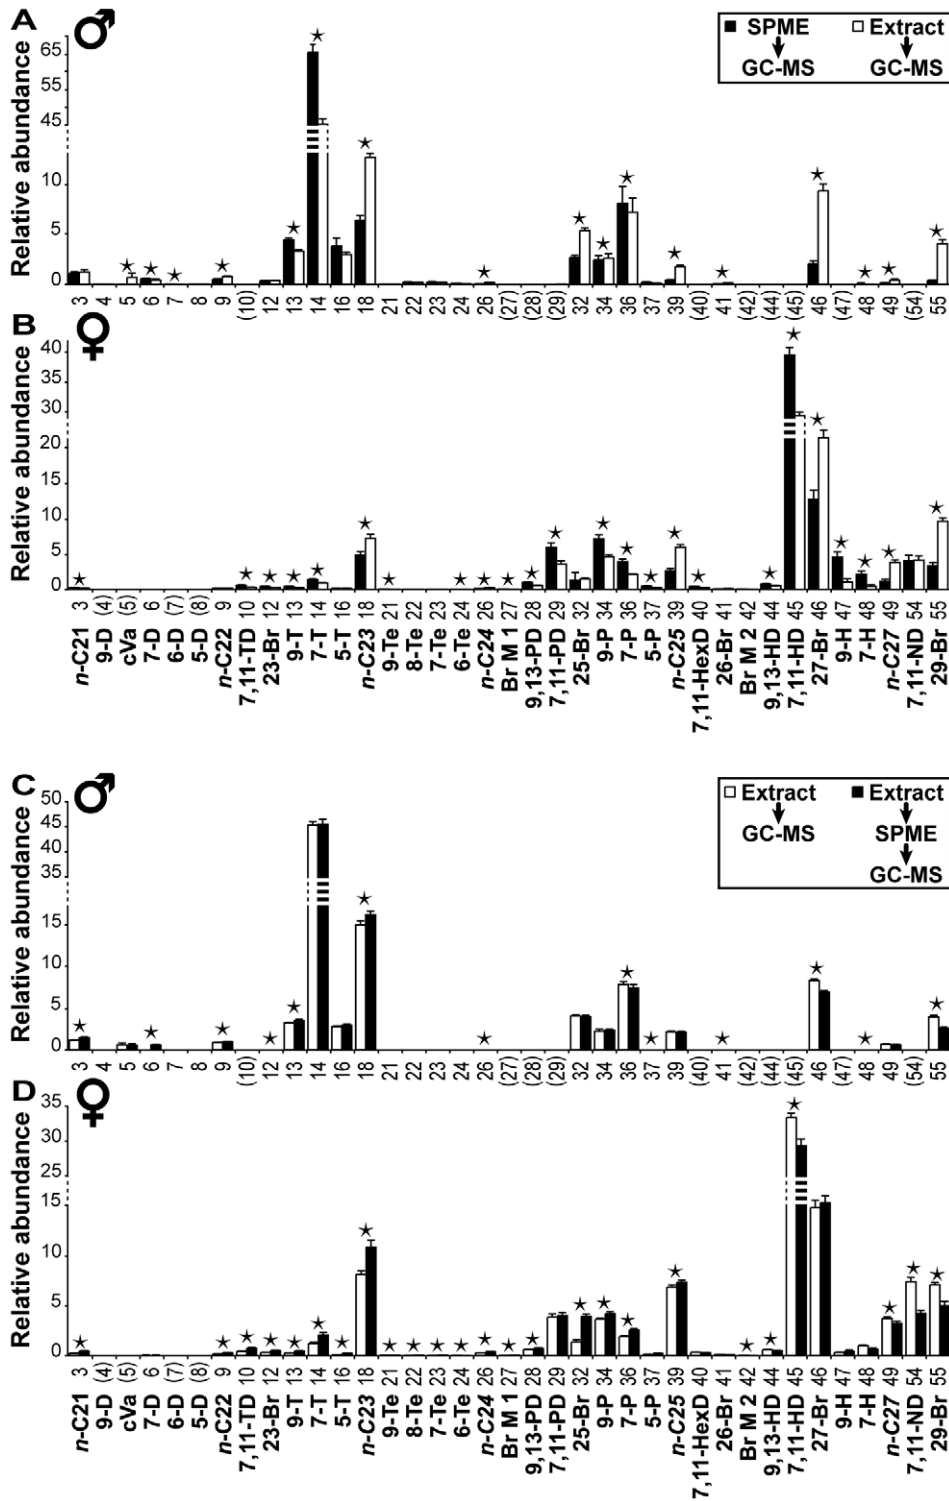 A ♂
SPME Extract
GC-MS GC-MS
Relative abundance
65
55
45
10
5
0
3 4 5 6 7 8 9 (10) 12 13 14 16 18 21 22 23 24 26 (27) (28) (29) 32 34 36 37 39 (40) 41 (42) (44) (45) 46 (47) 48 49 (54) 55
B ♀
Relative abundance
40
35
30
20
15
10
5
0
3 (4) (5) 6 (7) (8) 9 10 12 13 14 16 18 21 22 23 24 26 27 28 29 32 34 36 37 39 40 41 42 44 45 46 47 48 49 54 55
n-C21 9-D cVa 7-D 6-D 5-D n-C22 7,11-TD 23-Br 9-T 7-T 5-T n-C23 9-Te 8-Te 7-Te 6-Te n-C24 Br M 1 9,13-PD 7,11-PD 25-Br 9-P 7-P 5-P n-C25 7,11-HexD 26-Br Br M 2 9,13-HD 7,11-HD 27-Br 9-H 7-H n-C27 7,11-ND 29-Br
C ♂
Extract Extract
GC-MS SPME
GC-MS
Relative abundance
50
45
40
35
15
10
5
0
3 4 5 6 7 8 9 (10) 12 13 14 16 18 21 22 23 24 26 (27) (28) (29) 32 34 36 37 39 (40) 41 (42) (44) (45) 46 (47) 48 49 (54) 55
D ♀
Relative abundance
35
30
25
15
10
5
0
3 (4) (5) 6 (7) (8) 9 10 12 13 14 16 18 21 22 23 24 26 27 28 29 32 34 36 37 39 40 41 42 44 45 46 47 48 49 54 55
n-C21 9-D cVa 7-D 6-D 5-D n-C22 7,11-TD 23-Br 9-T 7-T 5-T n-C23 9-Te 8-Te 7-Te 6-Te n-C24 Br M 1 9,13-PD 7,11-PD 25-Br 9-P 7-P 5-P n-C25 7,11-HexD 26-Br Br M 2 9,13-HD 7,11-HD 27-Br 9-H 7-H n-C27 7,11-ND 29-Br